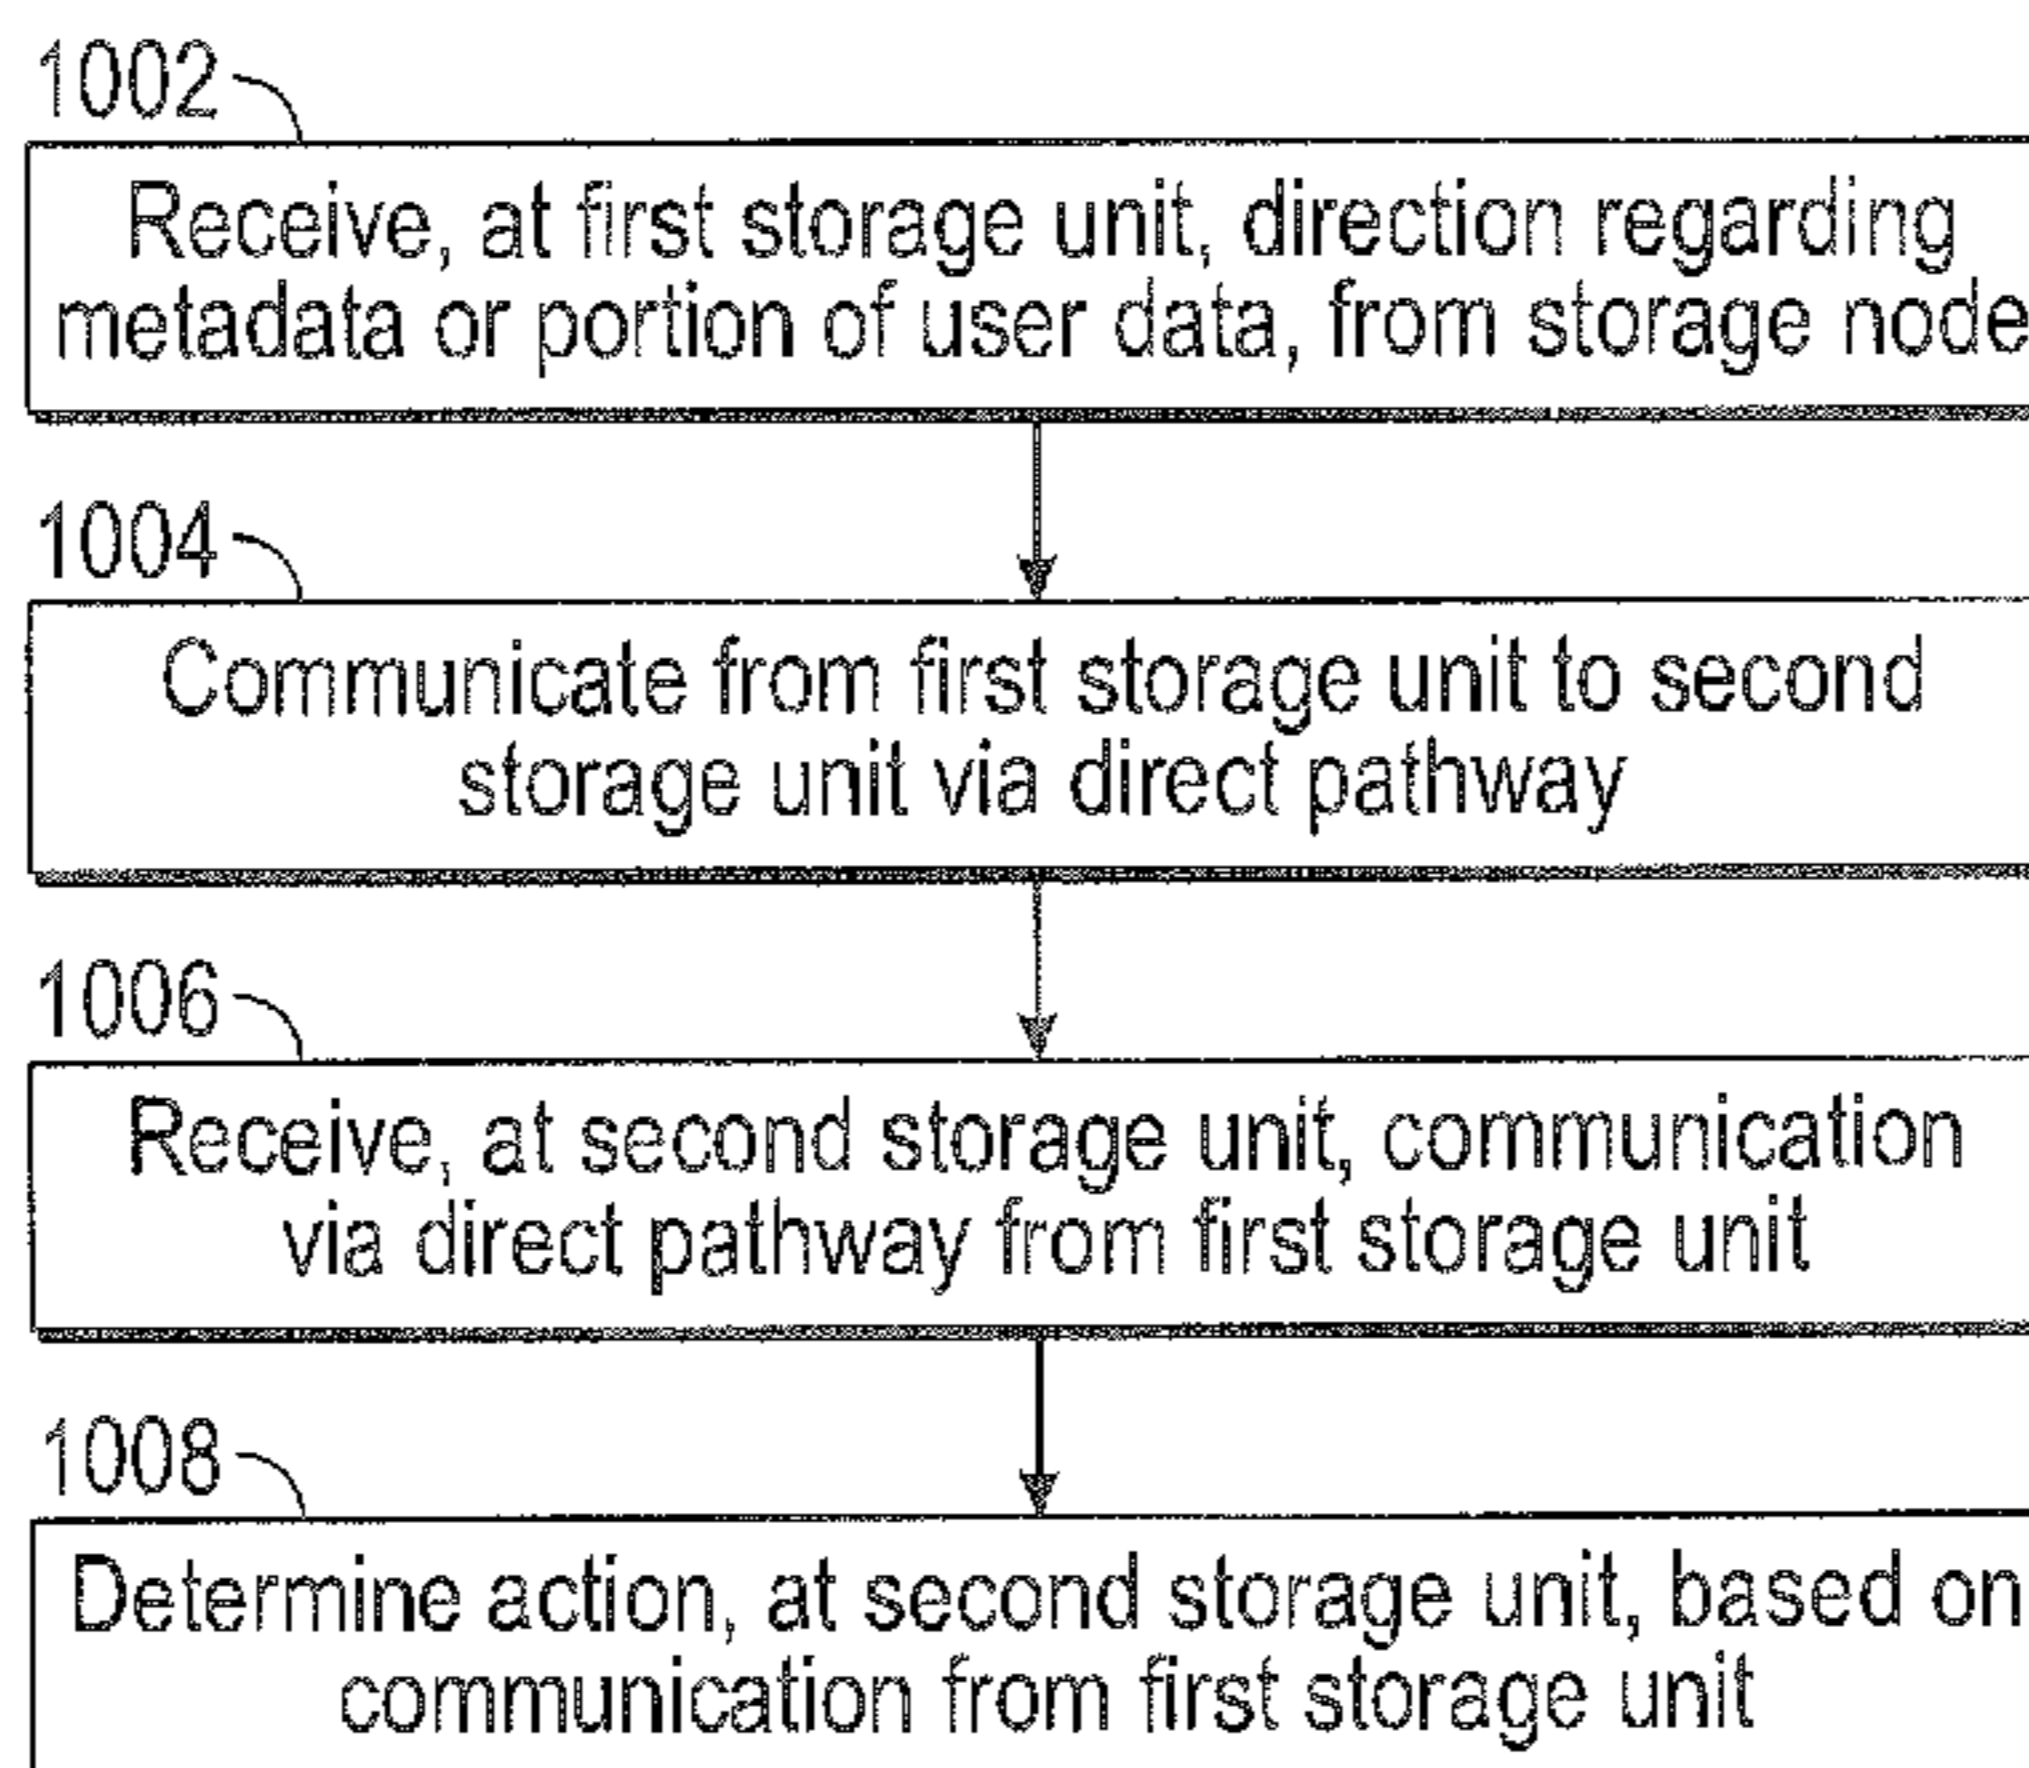 1002
Receive, at first storage unit, direction regarding
metadata or portion of user data, from storage node
1004
Communicate from first storage unit to second
storage unit via direct pathway
1006
Receive, at second storage unit, communication
via direct pathway from first storage unit
1008
Determine action, at second storage unit, based on
communication from first storage unit